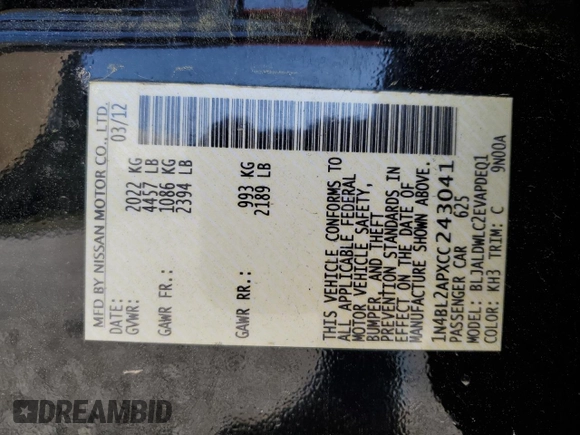 MFD BY NISSAN MOTOR CO., LTD.
DATE: 03/12
GVWR: 2022 KG
4457 LB
GAWR FR.: 1086 KG
2394 LB
GAWR RR.: 993 KG
2189 LB
THIS VEHICLE CONFORMS TO
ALL APPLICABLE FEDERAL
MOTOR VEHICLE SAFETY,
BUMPER, AND THEFT
PREVENTION STANDARDS IN
EFFECT ON THE DATE OF
MANUFACTURE SHOWN ABOVE.
1N4BL2APXCC243041
PASSENGER CAR 625
MODEL: BLJALDWLC2EVAPDEQ1
COLOR: KH3 TRIM: C 9N00A
DREAMBID